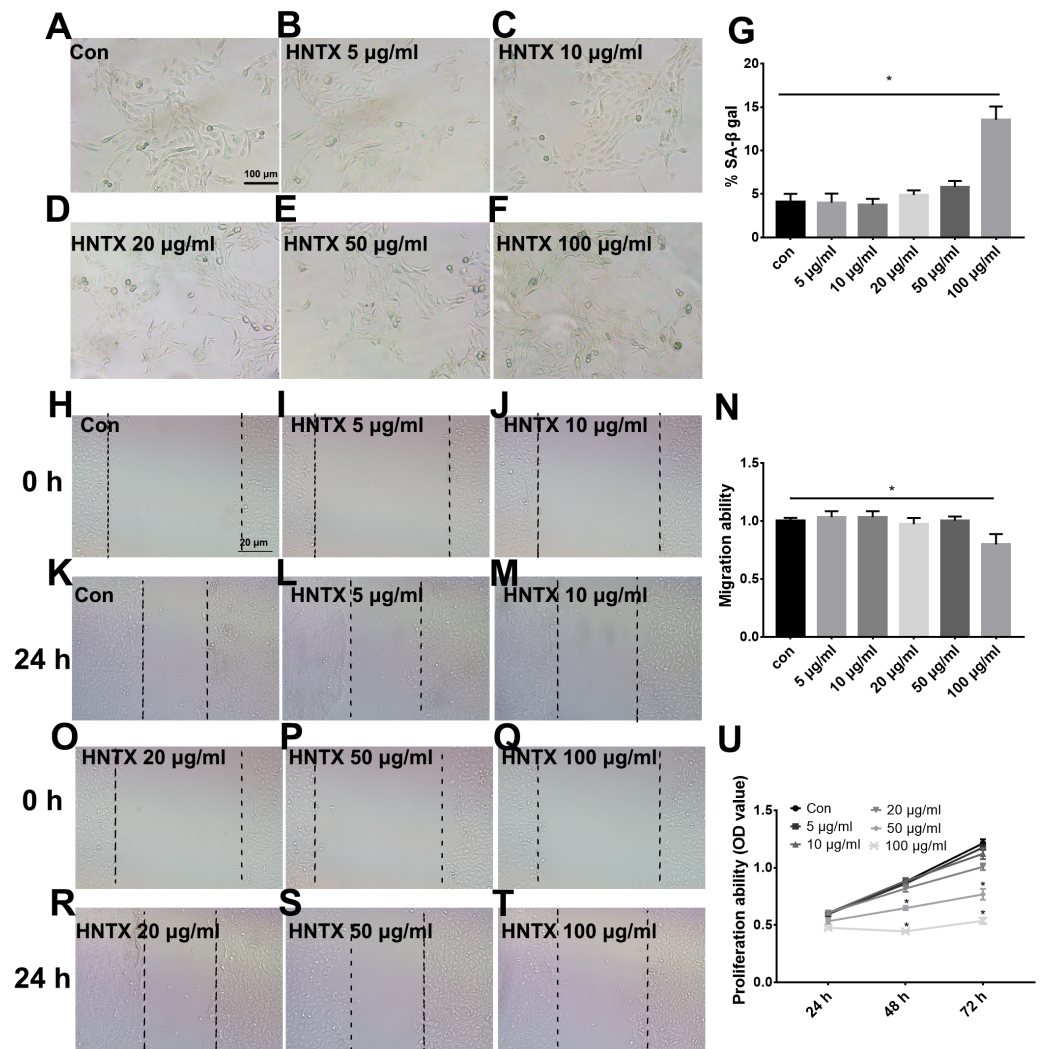 A
Con
100 μm
B
HNTX 5 μg/ml
C
HNTX 10 μg/ml
D
HNTX 20 μg/ml
E
HNTX 50 μg/ml
F
HNTX 100 μg/ml
G
% SA-β gal
20
15
10
5
0
*
con
5 μg/ml
10 μg/ml
20 μg/ml
50 μg/ml
100 μg/ml
0 h
H
Con
20 μm
I
HNTX 5 μg/ml
J
HNTX 10 μg/ml
24 h
K
Con
L
HNTX 5 μg/ml
M
HNTX 10 μg/ml
N
Migration ability
1.5
1.0
0.5
0.0
*
con
5 μg/ml
10 μg/ml
20 μg/ml
50 μg/ml
100 μg/ml
0 h
O
HNTX 20 μg/ml
P
HNTX 50 μg/ml
Q
HNTX 100 μg/ml
24 h
R
HNTX 20 μg/ml
S
HNTX 50 μg/ml
T
HNTX 100 μg/ml
U
Proliferation ability (OD value)
1.5
1.0
0.5
0.0
Con
5 μg/ml
10 μg/ml
20 μg/ml
50 μg/ml
100 μg/ml
*
*
*
*
24 h
48 h
72 h